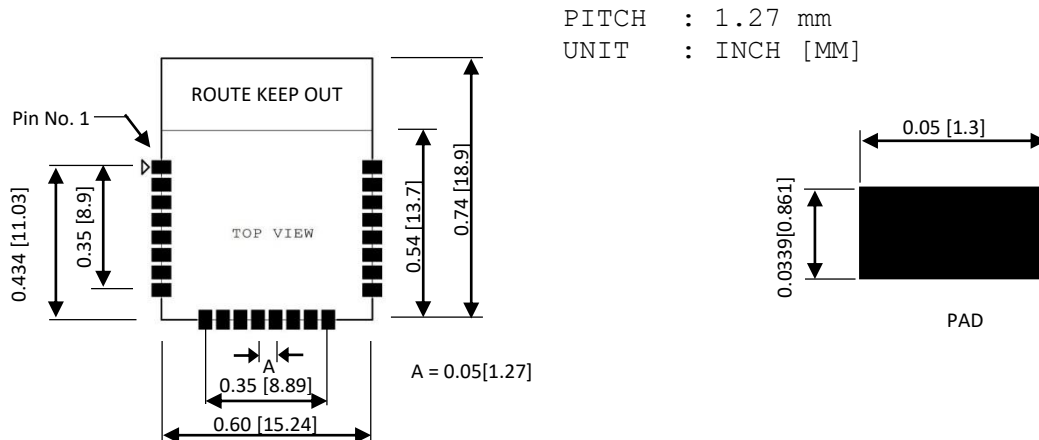 PITCH : 1.27 mm
UNIT : INCH [MM]
ROUTE KEEP OUT
Pin No. 1
0.05 [1.3]
0.434 [11.03]
0.35 [8.9]
TOP VIEW
0.54 [13.7]
0.74 [18.9]
0.0339[0.861]
PAD
A
A = 0.05[1.27]
0.35 [8.89]
0.60 [15.24]